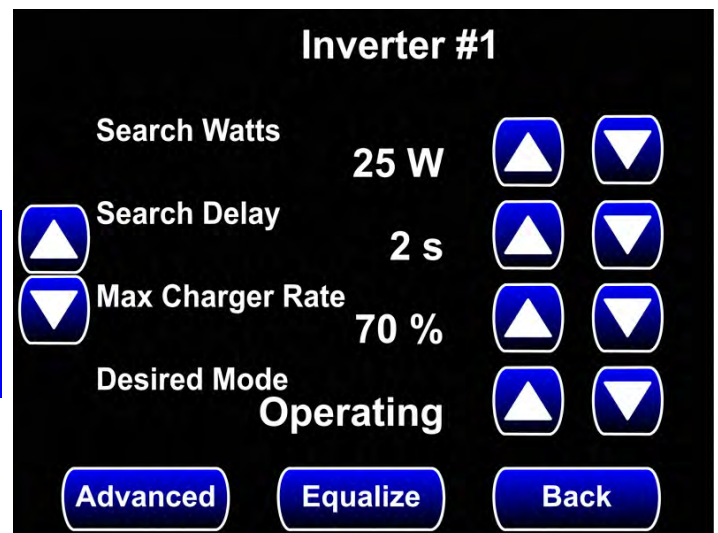 Inverter #1
Search Watts
25 W
Search Delay
2 s
Max Charger Rate
70 %
Desired Mode
Operating
Advanced
Equalize
Back